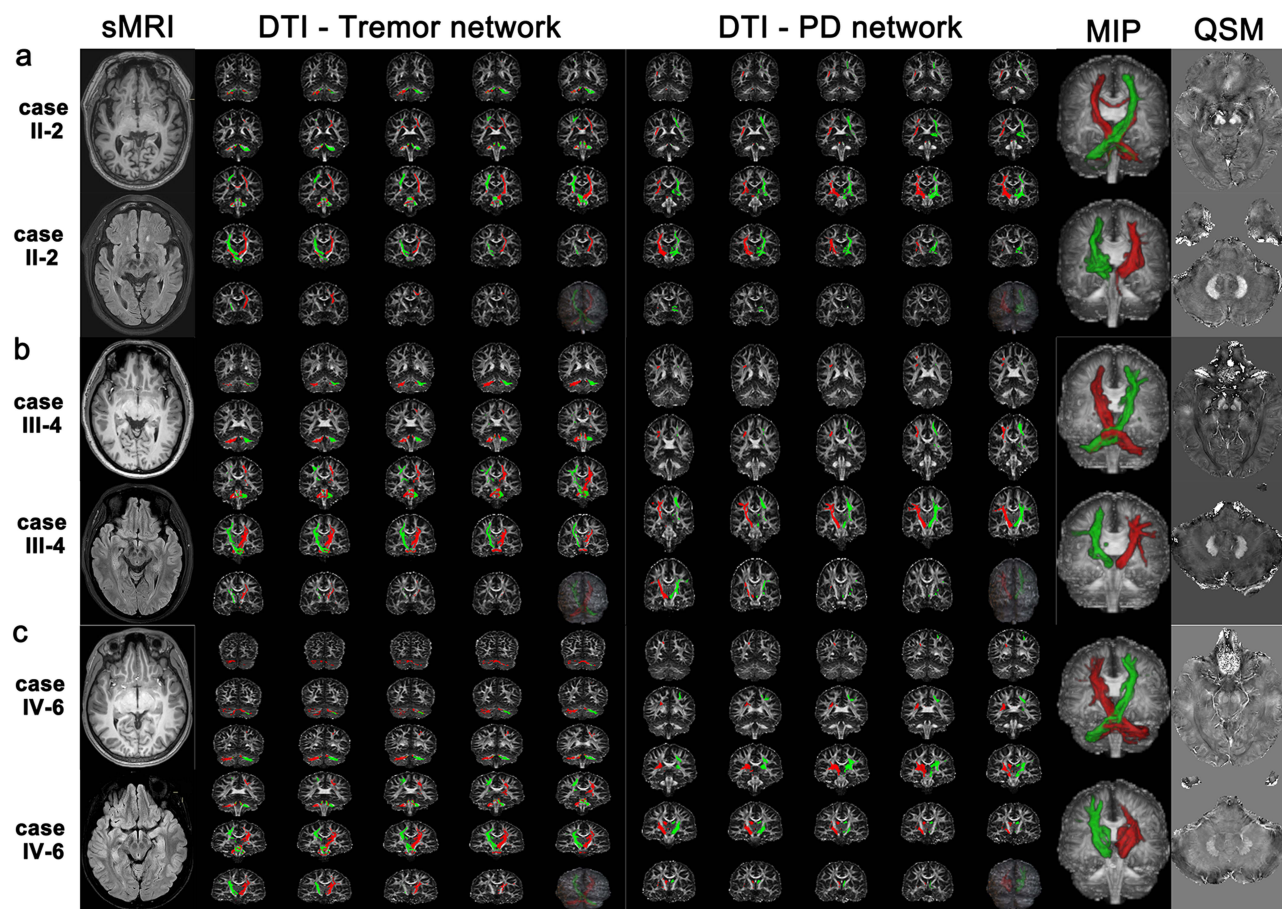 sMRI DTI - Tremor network DTI - PD network MIP QSM
a
case
II-2
case
II-2
b
case
III-4
case
III-4
c
case
IV-6
case
IV-6